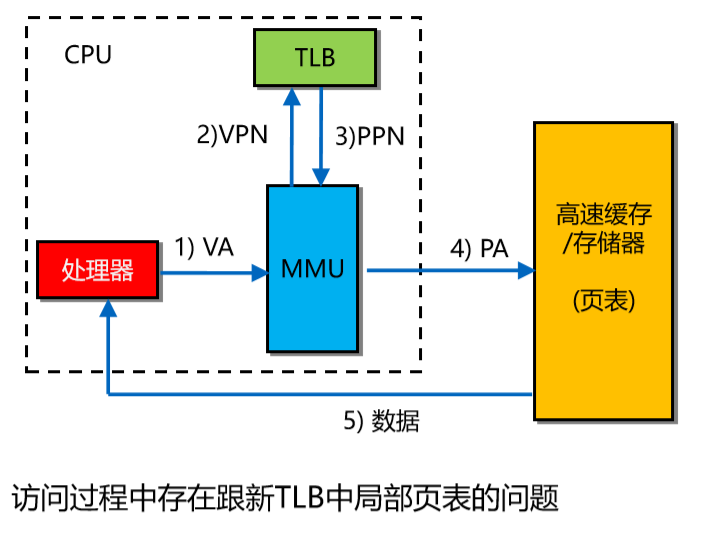 CPU
TLB
2)VPN
3)PPN
1) VA
处理器
MMU
4) PA
高速缓存
/存储器
(页表)
5) 数据
访问过程中存在跟新TLB中局部页表的问题